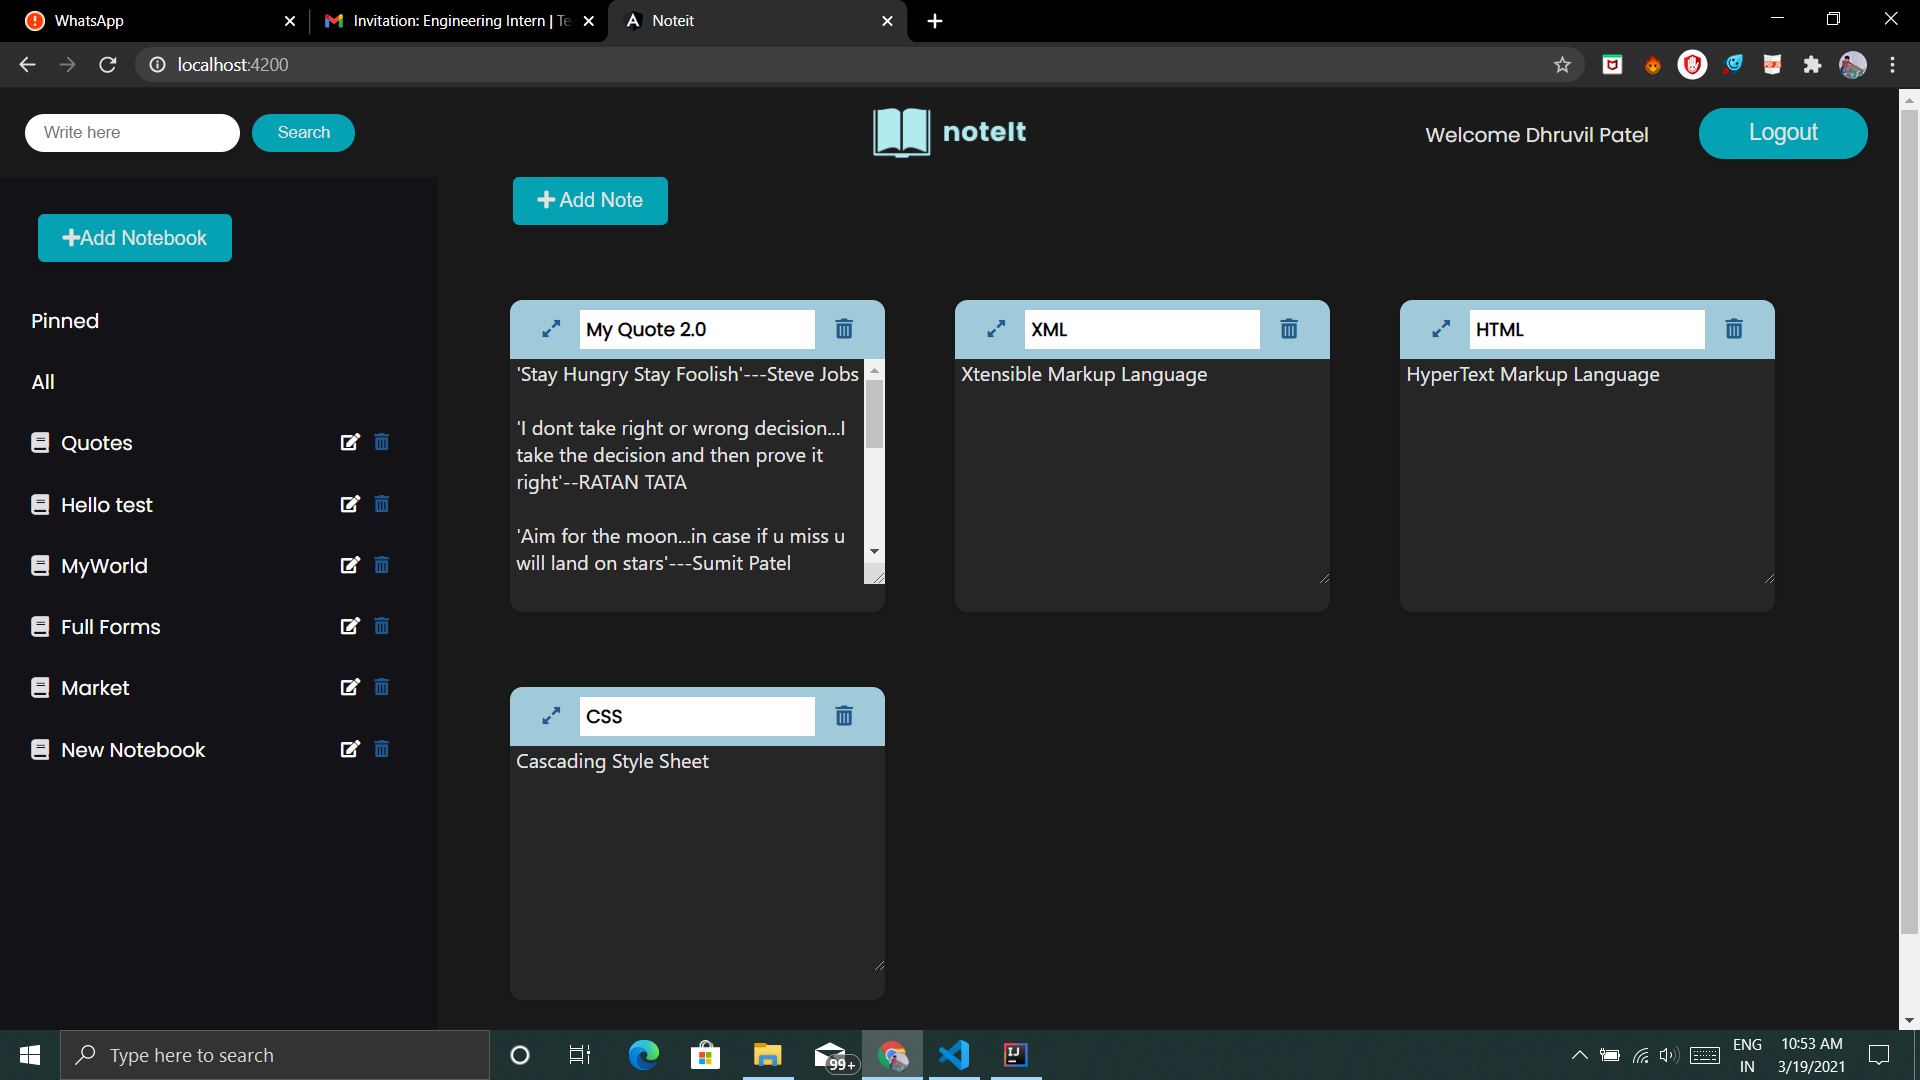 WhatsApp
Invitation: Engineering Intern | Te
Noteit
localhost:4200
Write here
Search
noteIt
Welcome Dhruvil Patel
Logout
Add Notebook
Pinned
All
Quotes
Hello test
MyWorld
Full Forms
Market
New Notebook
Add Note
My Quote 2.0
'Stay Hungry Stay Foolish'---Steve Jobs
'I dont take right or wrong decision...I
take the decision and then prove it
right'--RATAN TATA
'Aim for the moon...in case if u miss u
will land on stars'---Sumit Patel
XML
Xtensible Markup Language
HTML
HyperText Markup Language
CSS
Cascading Style Sheet
Type here to search
99+
IJ
ENG
IN
10:53 AM
3/19/2021